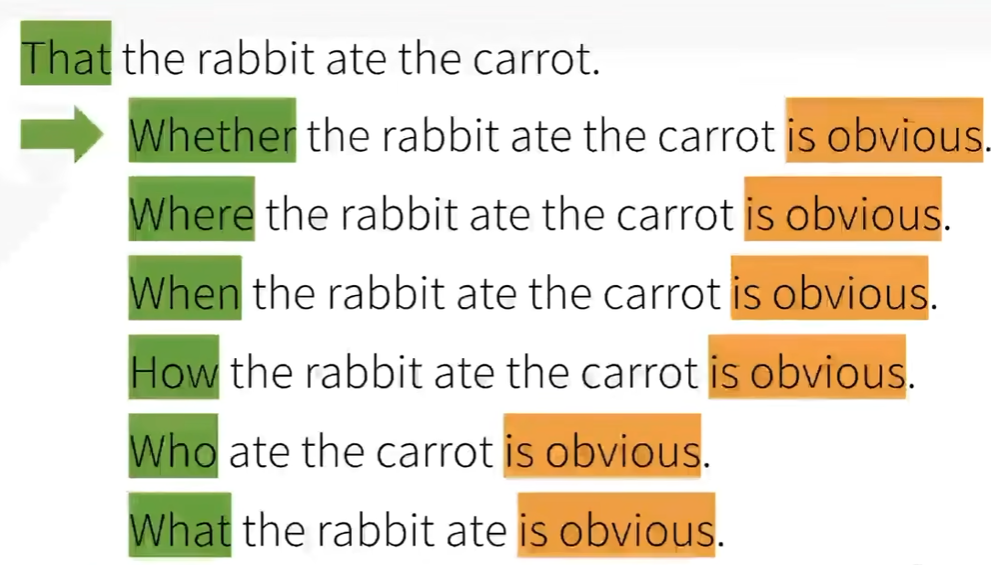 That the rabbit ate the carrot.
Whether the rabbit ate the carrot is obvious.
Where the rabbit ate the carrot is obvious.
When the rabbit ate the carrot is obvious.
How the rabbit ate the carrot is obvious.
Who ate the carrot is obvious.
What the rabbit ate is obvious.